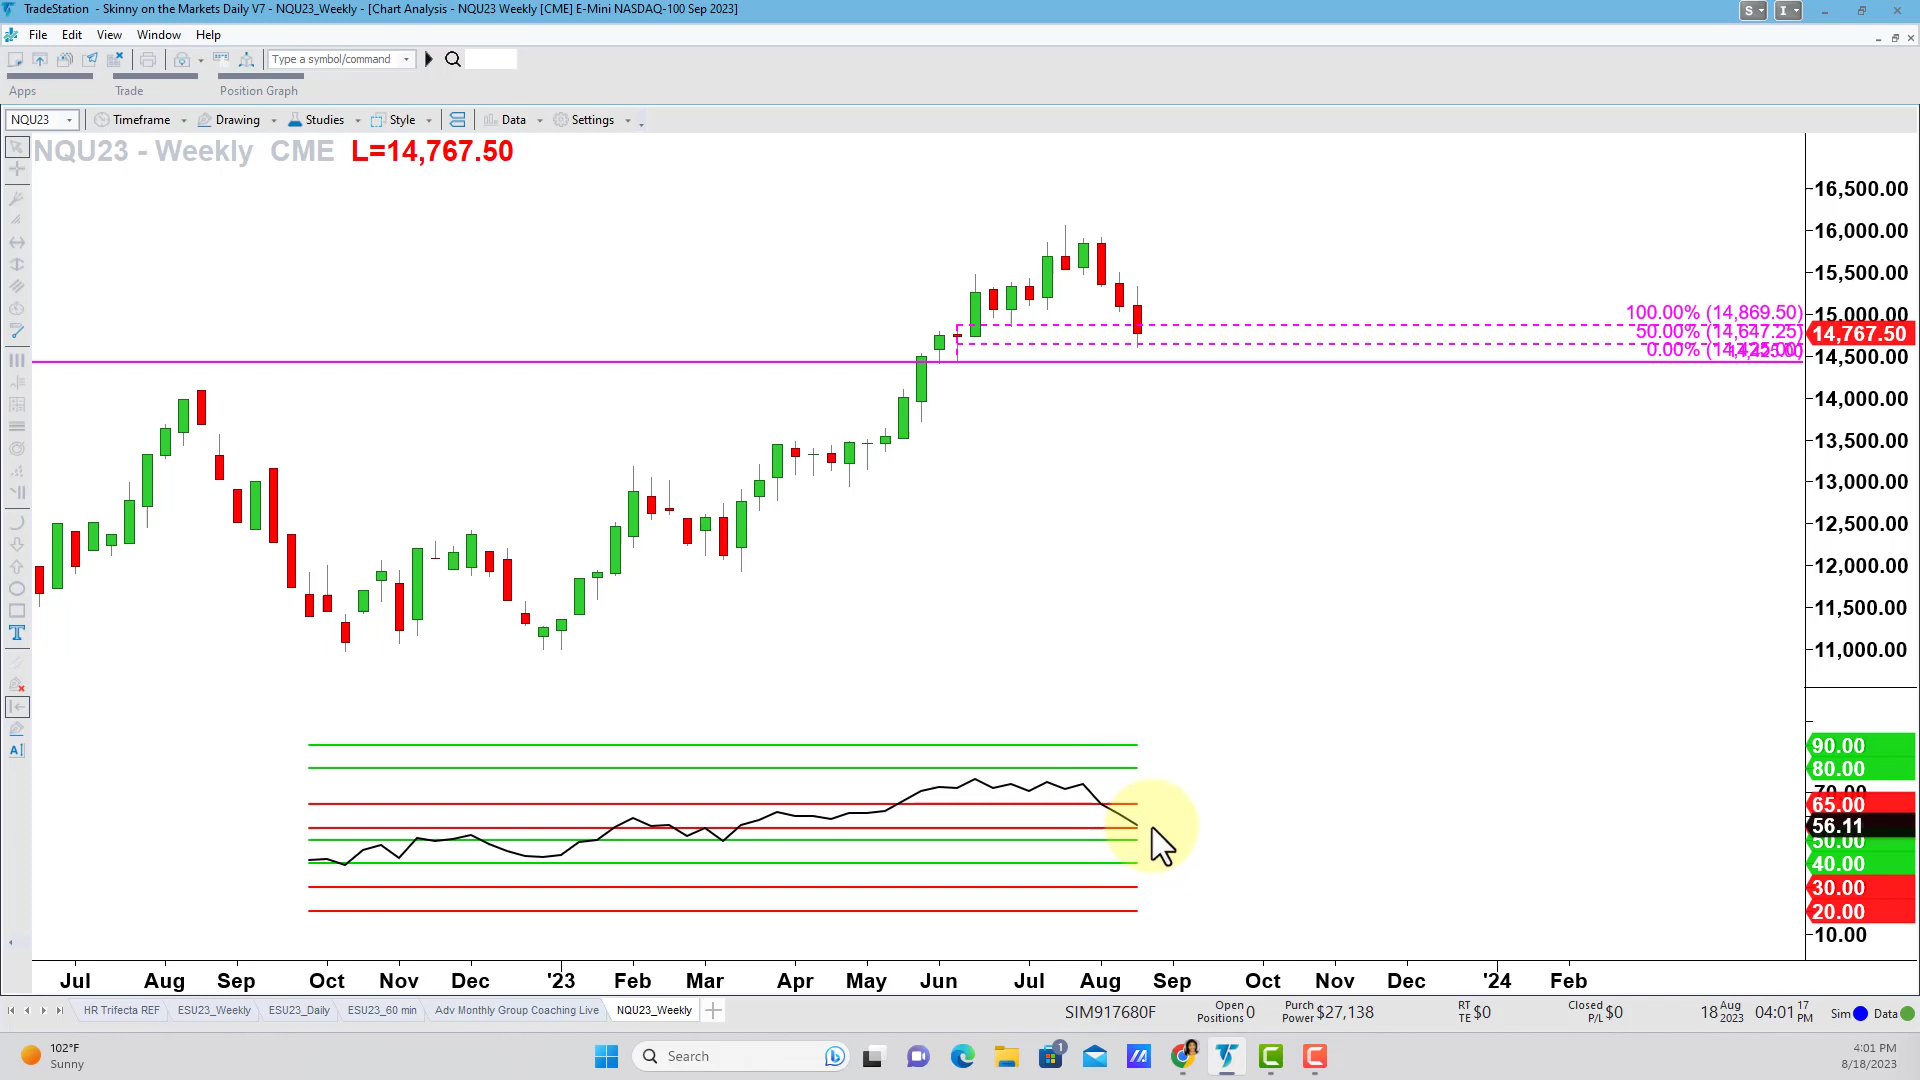 TradeStation - Skinny on the Markets Daily V7 - NQU23_Weekly - [Chart Analysis - NQU23 Weekly [CME] E-Mini NASDAQ-100 Sep 2023]
S
I
File Edit View Window Help
Type a symbol/command
Apps Trade Position Graph
NQU23 Timeframe Drawing Studies Style Data Settings
NQU23 - Weekly CME L=14,767.50
16,500.00
16,000.00
15,500.00
15,000.00
100.00% (14,869.50)
50.00% (14,647.25)
14,767.50
0.00% (14,425.00)
14,500.00
14,000.00
13,500.00
13,000.00
12,500.00
12,000.00
11,500.00
11,000.00
90.00
80.00
70.00
65.00
56.11
50.00
40.00
30.00
20.00
10.00
Jul Aug Sep Oct Nov Dec '23 Feb Mar Apr May Jun Jul Aug Sep Oct Nov Dec '24 Feb
HR Trifecta REF ESU23_Weekly ESU23_Daily ESU23_60 min Adv Monthly Group Coaching Live NQU23_Weekly
SIM917680F
Open Positions 0
Purch Power $27,138
RT TE $0
Closed P/L $0
18 Aug 2023
04:01 17 PM
Sim
Data
102°F
Sunny
Search
1
4:01 PM
8/18/2023